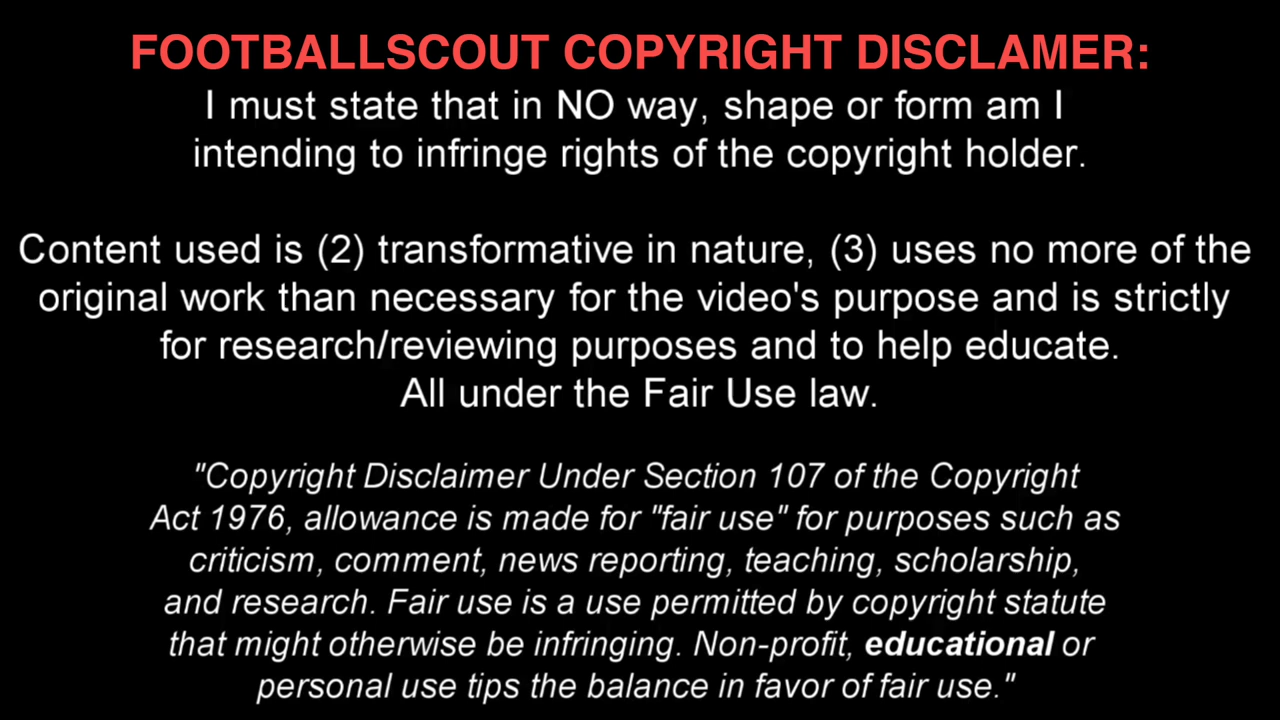 FOOTBALLSCOUT COPYRIGHT DISCLAMER:
I must state that in NO way, shape or form am I
intending to infringe rights of the copyright holder.
Content used is (2) transformative in nature, (3) uses no more of the
original work than necessary for the video's purpose and is strictly
for research/reviewing purposes and to help educate.
All under the Fair Use law.
"Copyright Disclaimer Under Section 107 of the Copyright
Act 1976, allowance is made for "fair use" for purposes such as
criticism, comment, news reporting, teaching, scholarship,
and research. Fair use is a use permitted by copyright statute
that might otherwise be infringing. Non-profit, educational or
personal use tips the balance in favor of fair use."